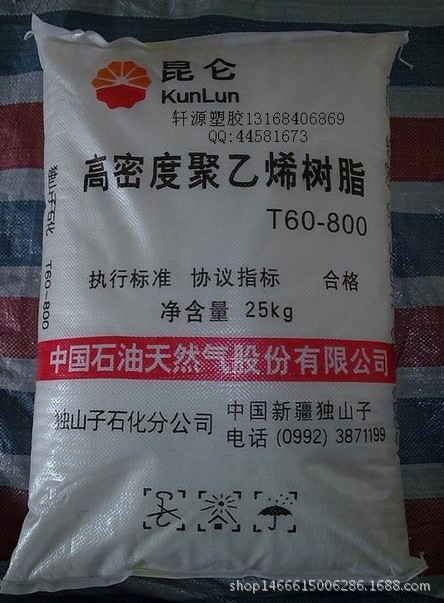 昆仑
KunLun
轩源塑胶13168406869
QQ:44581673
高密度聚乙烯树脂
T60-800
独山子石化 T60-800
执行标准 协议指标 合格
净含量 25kg
中国石油天然气股份有限公司
独山子石化分公司
中国新疆独山子
电话 (0992) 3871199
shop1466615006286.1688.com